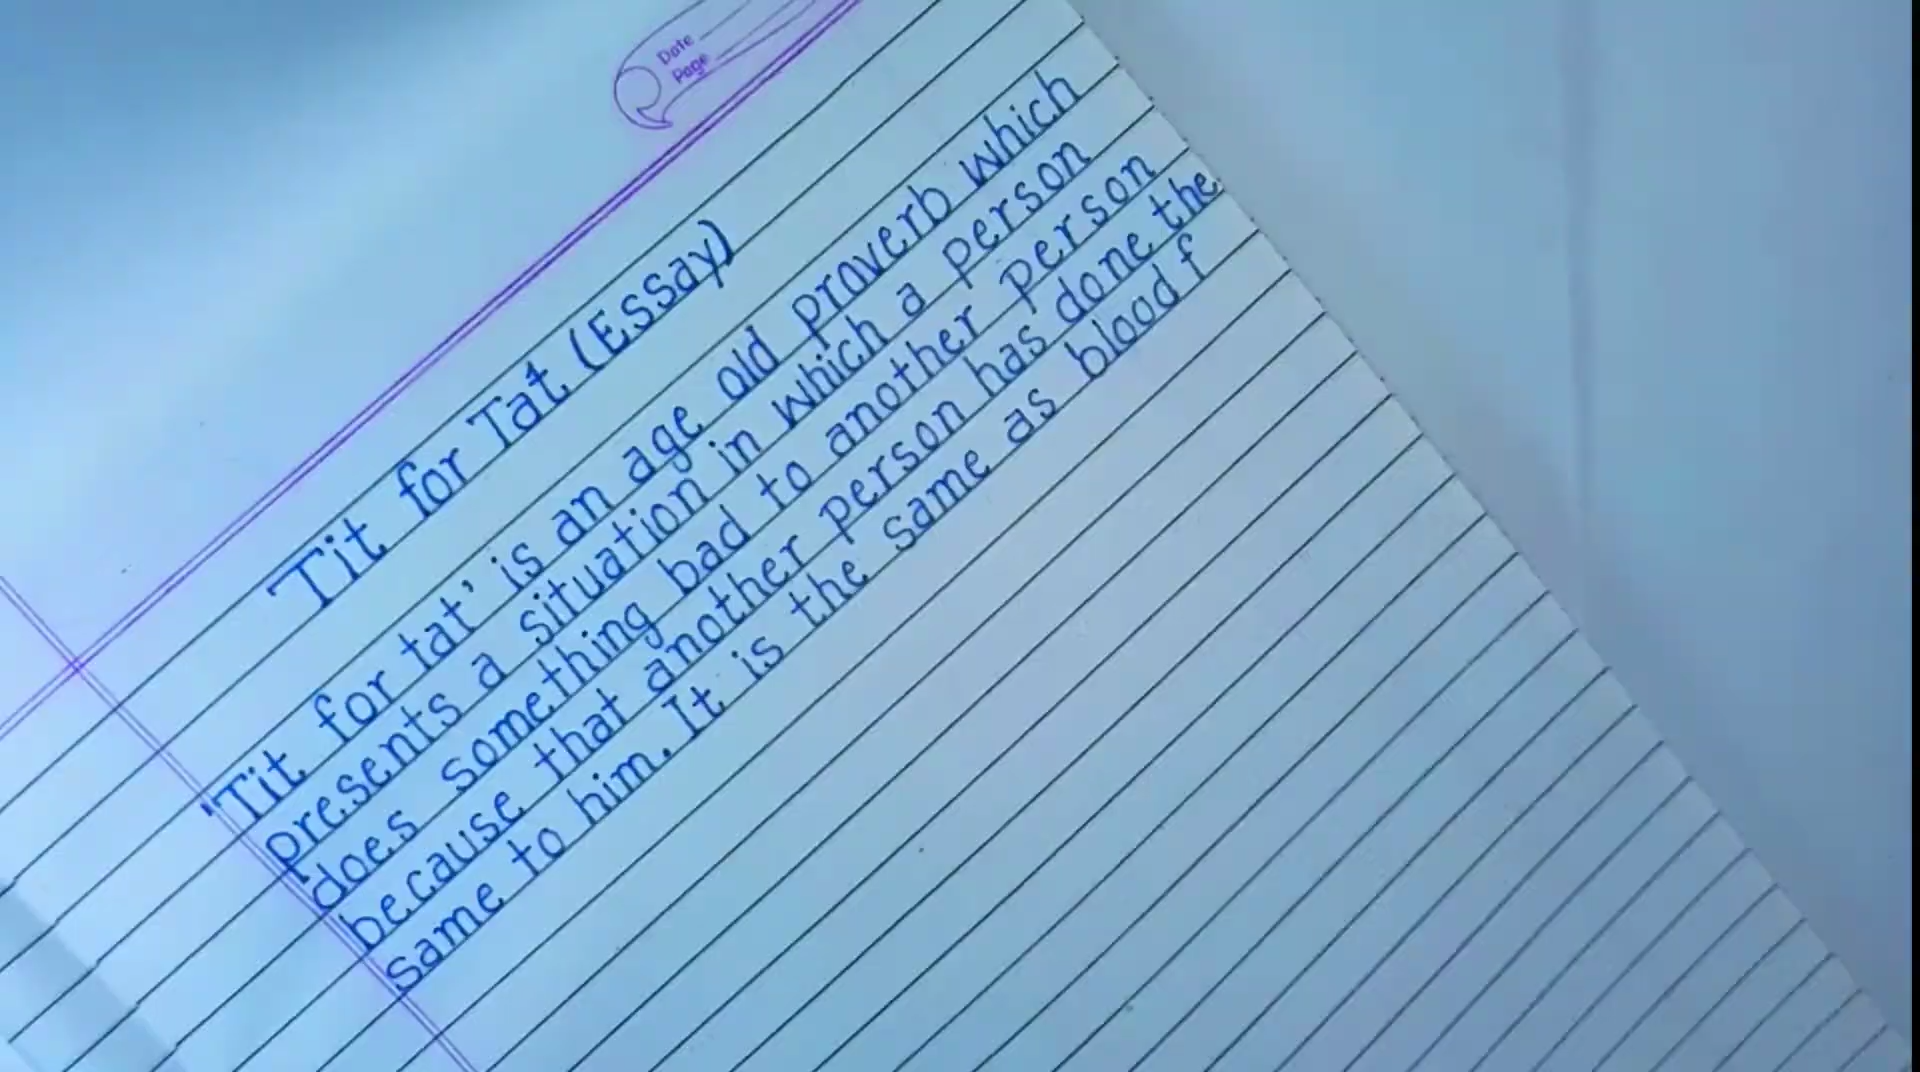 Date
Page
Tit for Tat (Essay)
'Tit for tat' is an age old proverb which
presents a situation in which a person
does something bad to another person
because that another person has done the
same to him. It is the same as blood f